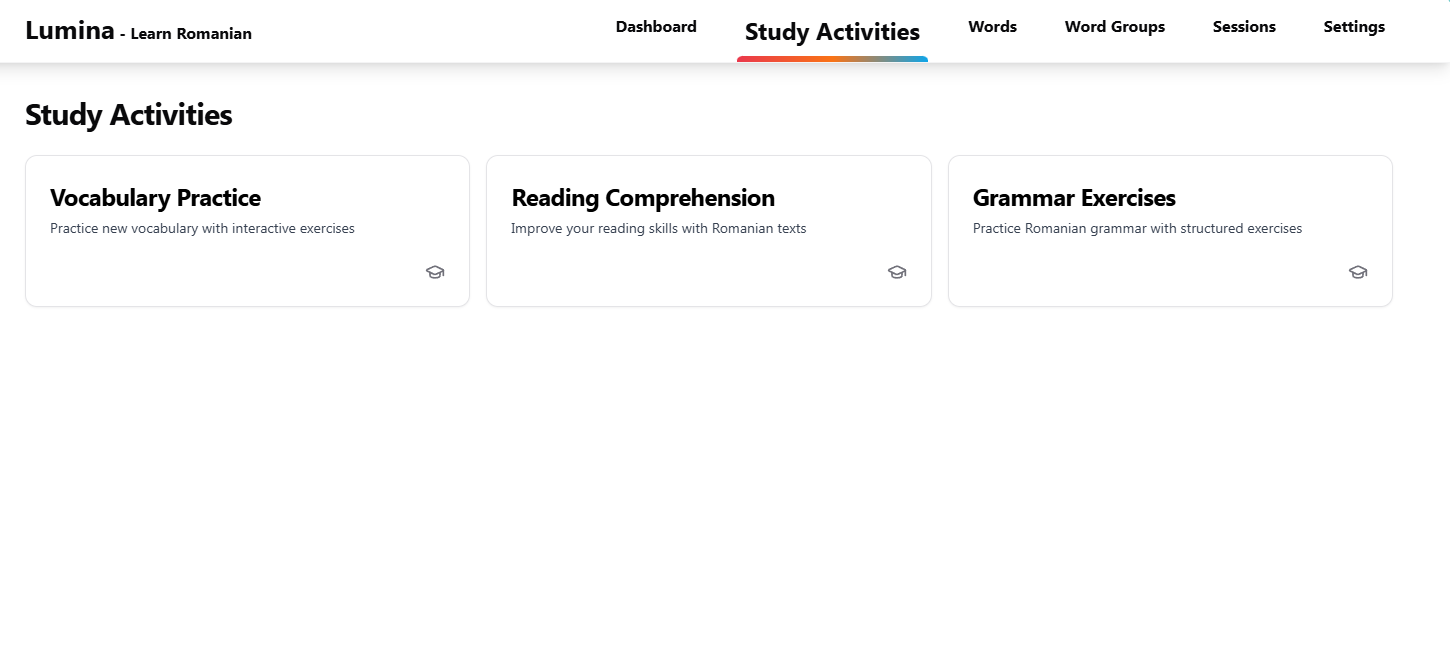 Lumina - Learn Romanian
Dashboard
Study Activities
Words
Word Groups
Sessions
Settings
Study Activities
Vocabulary Practice
Practice new vocabulary with interactive exercises
Reading Comprehension
Improve your reading skills with Romanian texts
Grammar Exercises
Practice Romanian grammar with structured exercises